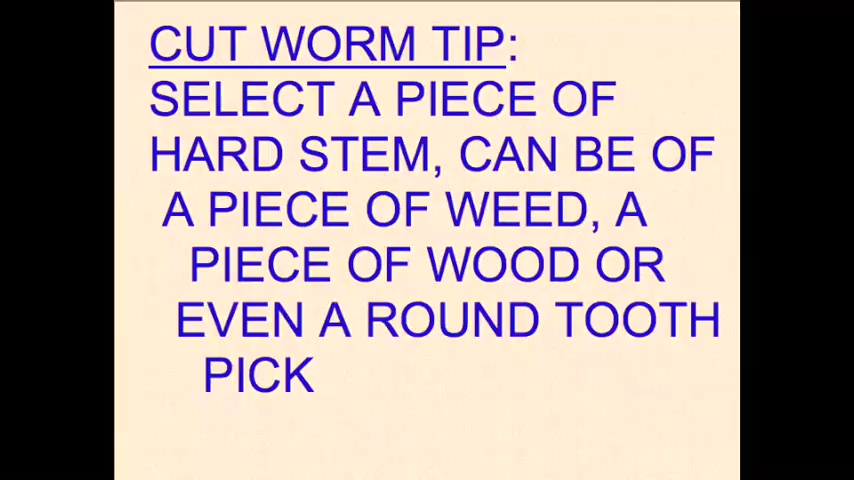 CUT WORM TIP:
SELECT A PIECE OF
HARD STEM, CAN BE OF
A PIECE OF WEED, A
PIECE OF WOOD OR
EVEN A ROUND TOOTH
PICK